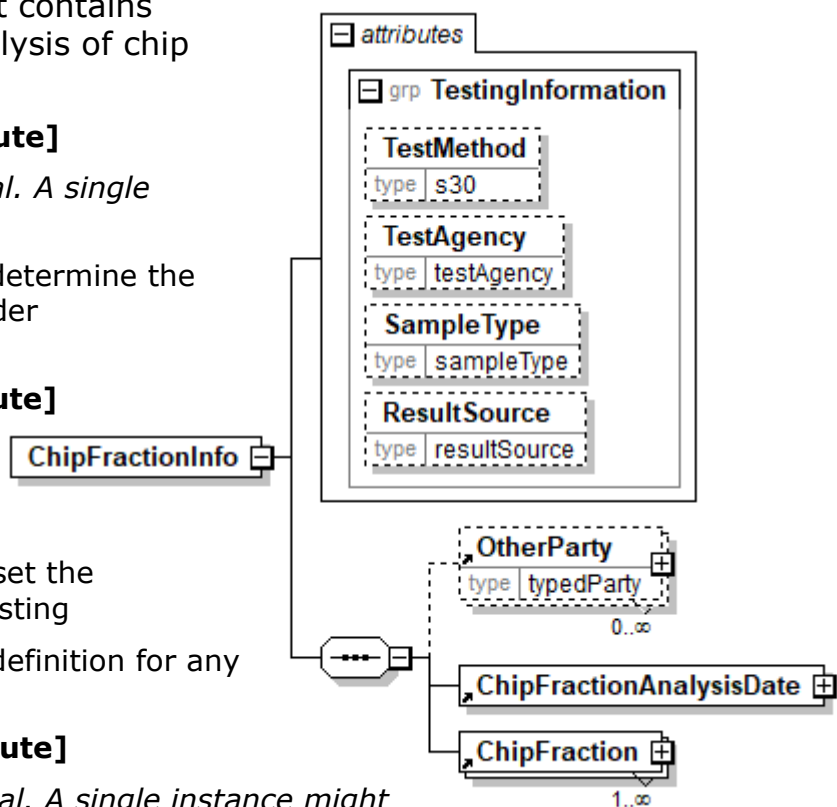 t contains
lysis of chip
ute]
al. A single
determine the
der
ute]
set the
sting
definition for any
ute]
al. A single instance might
attributes
grp TestingInformation
TestMethod
type s30
TestAgency
type testAgency
SampleType
type sampleType
ResultSource
type resultSource
ChipFractionInfo
OtherParty
type typedParty
0..∞
ChipFractionAnalysisDate
ChipFraction
1..∞